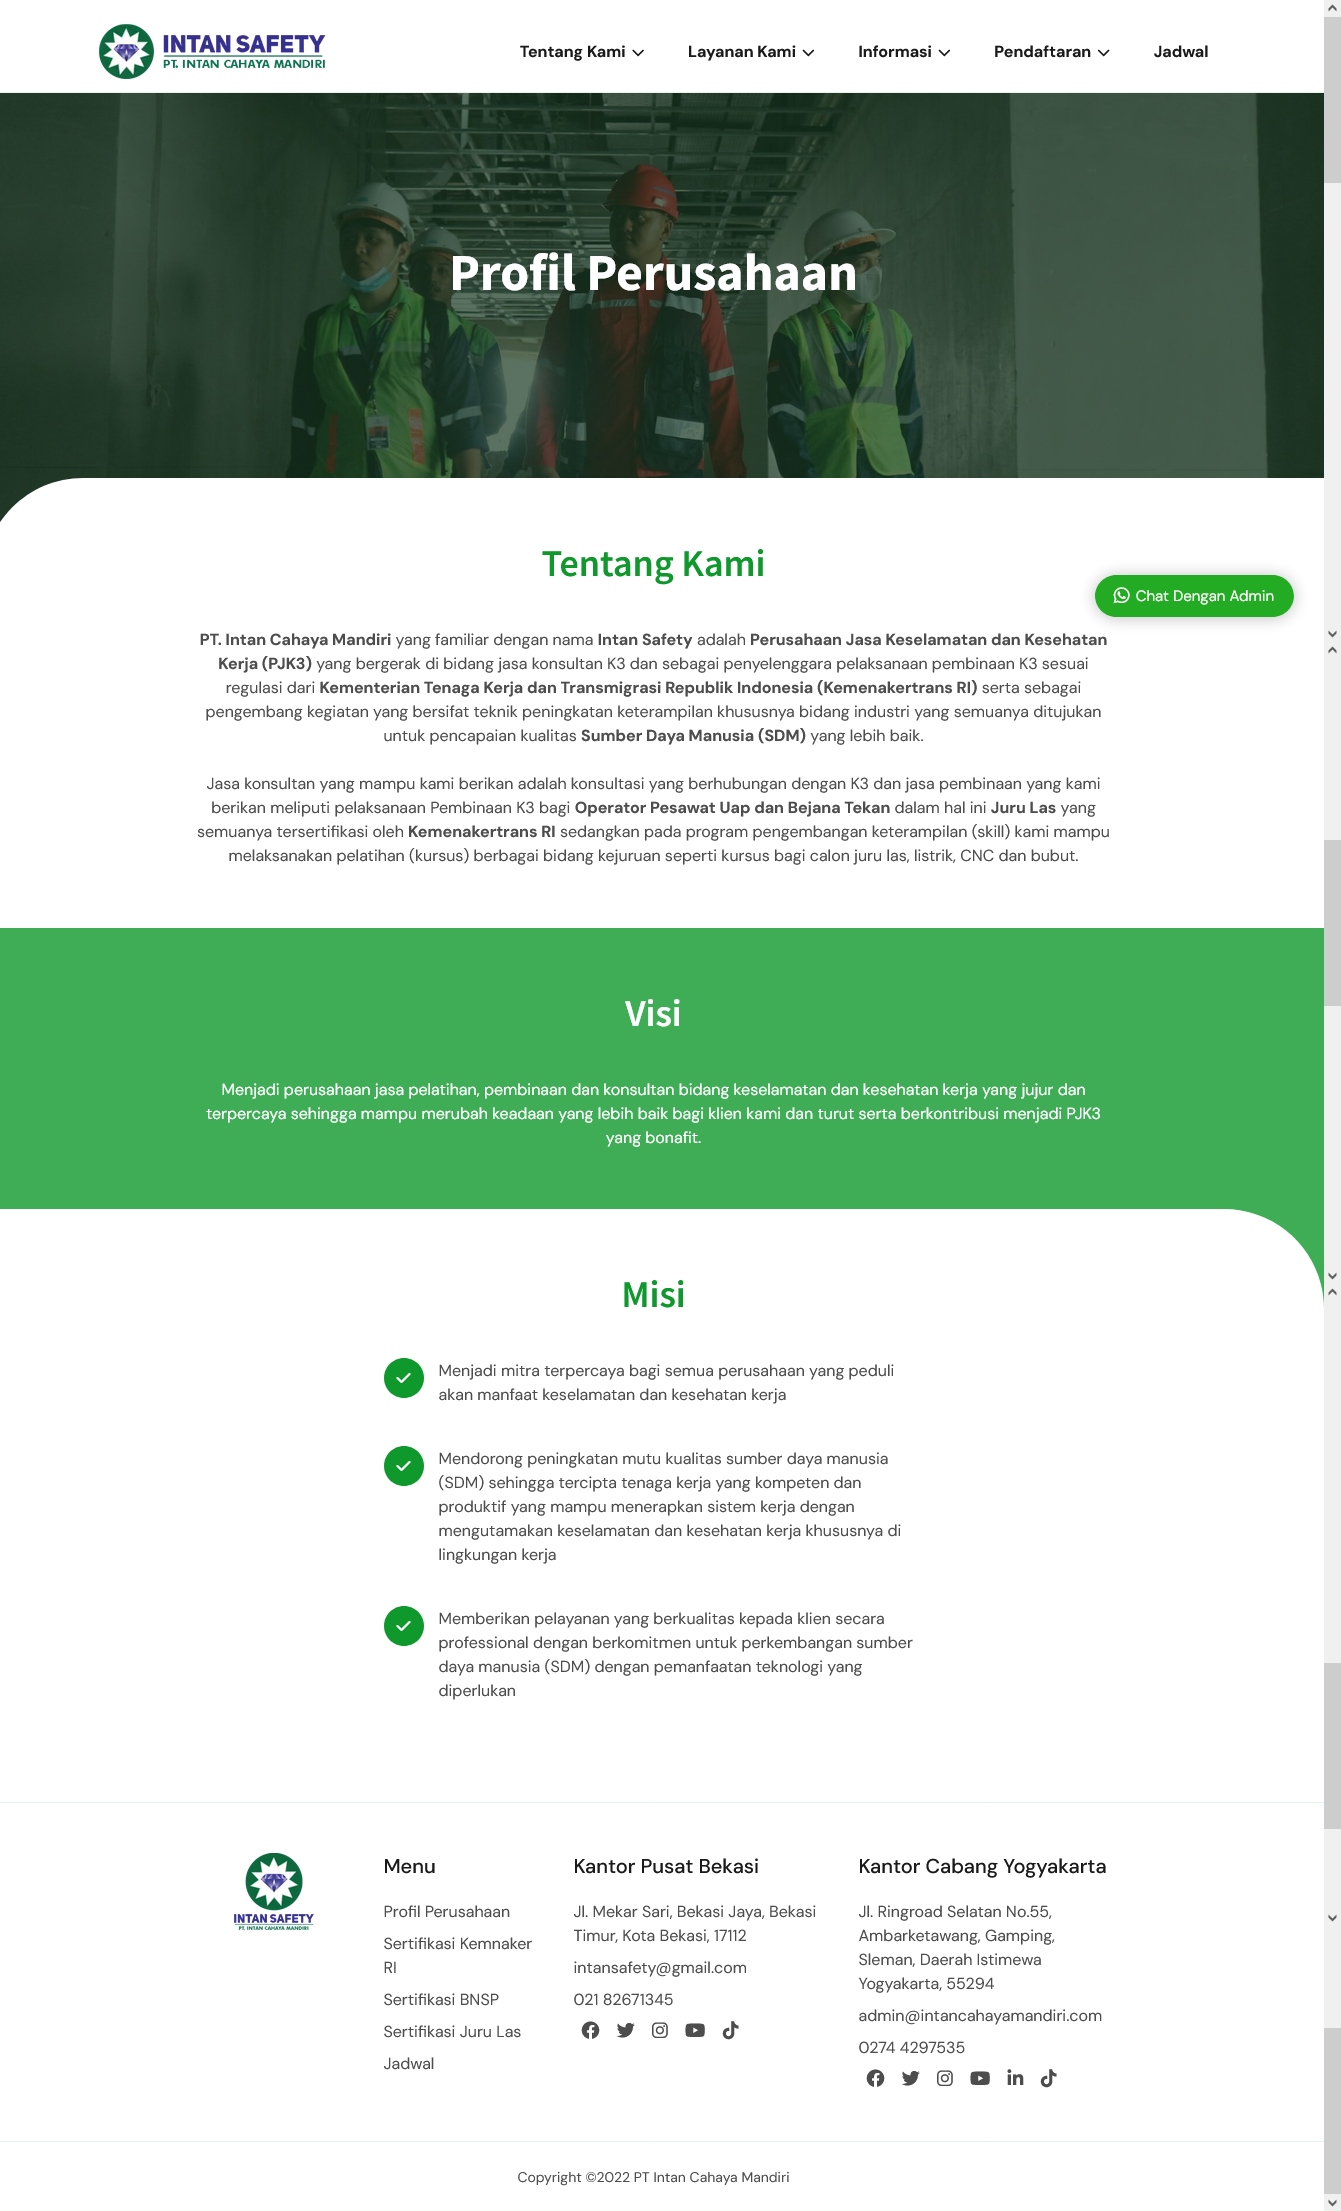 INTAN SAFETY
PT. INTAN CAHAYA MANDIRI
Tentang Kami
Layanan Kami
Informasi
Pendaftaran
Jadwal
Profil Perusahaan
Tentang Kami
Chat Dengan Admin
PT. Intan Cahaya Mandiri yang familiar dengan nama Intan Safety adalah Perusahaan Jasa Keselamatan dan Kesehatan
Kerja (PJK3) yang bergerak di bidang jasa konsultan K3 dan sebagai penyelenggara pelaksanaan pembinaan K3 sesuai
regulasi dari Kementerian Tenaga Kerja dan Transmigrasi Republik Indonesia (Kemenakertrans RI) serta sebagai
pengembang kegiatan yang bersifat teknik peningkatan keterampilan khususnya bidang industri yang semuanya ditujukan
untuk pencapaian kualitas Sumber Daya Manusia (SDM) yang lebih baik.
Jasa konsultan yang mampu kami berikan adalah konsultasi yang berhubungan dengan K3 dan jasa pembinaan yang kami
berikan meliputi pelaksanaan Pembinaan K3 bagi Operator Pesawat Uap dan Bejana Tekan dalam hal ini Juru Las yang
semuanya tersertifikasi oleh Kemenakertrans RI sedangkan pada program pengembangan keterampilan (skill) kami mampu
melaksanakan pelatihan (kursus) berbagai bidang kejuruan seperti kursus bagi calon juru las, listrik, CNC dan bubut.
Visi
Menjadi perusahaan jasa pelatihan, pembinaan dan konsultan bidang keselamatan dan kesehatan kerja yang jujur dan
terpercaya sehingga mampu merubah keadaan yang lebih baik bagi klien kami dan turut serta berkontribusi menjadi PJK3
yang bonafit.
Misi
Menjadi mitra terpercaya bagi semua perusahaan yang peduli
akan manfaat keselamatan dan kesehatan kerja
Mendorong peningkatan mutu kualitas sumber daya manusia
(SDM) sehingga tercipta tenaga kerja yang kompeten dan
produktif yang mampu menerapkan sistem kerja dengan
mengutamakan keselamatan dan kesehatan kerja khususnya di
lingkungan kerja
Memberikan pelayanan yang berkualitas kepada klien secara
professional dengan berkomitmen untuk perkembangan sumber
daya manusia (SDM) dengan pemanfaatan teknologi yang
diperlukan
INTAN SAFETY
PT. INTAN CAHAYA MANDIRI
Menu
Profil Perusahaan
Sertifikasi Kemnaker
RI
Sertifikasi BNSP
Sertifikasi Juru Las
Jadwal
Kantor Pusat Bekasi
Jl. Mekar Sari, Bekasi Jaya, Bekasi
Timur, Kota Bekasi, 17112
intansafety@gmail.com
021 82671345
Kantor Cabang Yogyakarta
Jl. Ringroad Selatan No.55,
Ambarketawang, Gamping,
Sleman, Daerah Istimewa
Yogyakarta, 55294
admin@intancahayamandiri.com
0274 4297535
Copyright ©2022 PT Intan Cahaya Mandiri